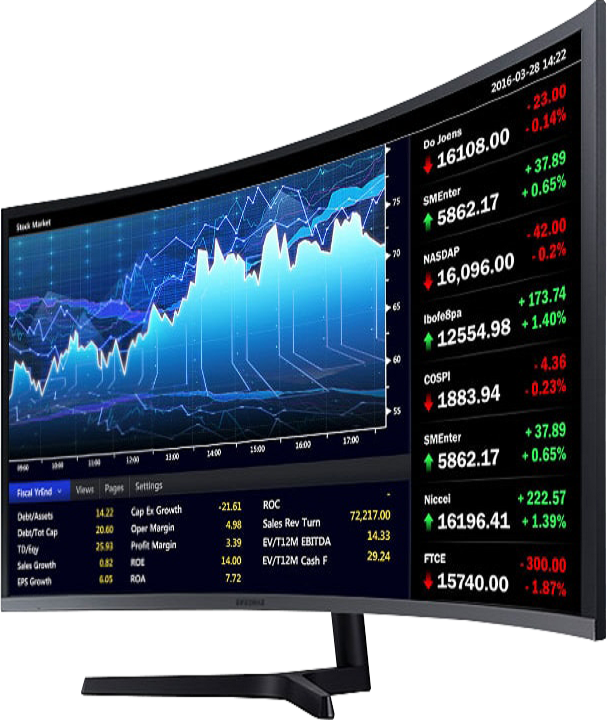 2016-03-28 14:22
Stock Market
Do Joens
16108.00
- 23.00
- 0.14%
SMEnter
5862.17
+ 37.89
+ 0.65%
NASDAP
16,096.00
- 42.00
- 0.2%
Ibofe8pa
12554.98
+ 173.74
+ 1.40%
COSPI
1883.94
- 4.36
- 0.23%
SMEnter
5862.17
+ 37.89
+ 0.65%
Niccei
16196.41
+ 222.57
+ 1.39%
FTCE
15740.00
- 300.00
- 1.87%
75
70
65
60
55
09:00 10:00 11:00 12:00 13:00 14:00 15:00 16:00 17:00
Fiscal YrEnd Views Pages Settings
Debt/Assets 14.22
Debt/Tot Cap 20.60
TD/Eqy 25.93
Sales Growth 0.82
EPS Growth 6.05
Cap Ex Growth -21.61
Oper Margin 4.98
Profit Margin 3.39
ROE 14.00
ROA 7.72
ROC -
Sales Rev Turn 72,217.00
EV/T12M EBITDA 14.33
EV/T12M Cash F 29.24
SAMSUNG